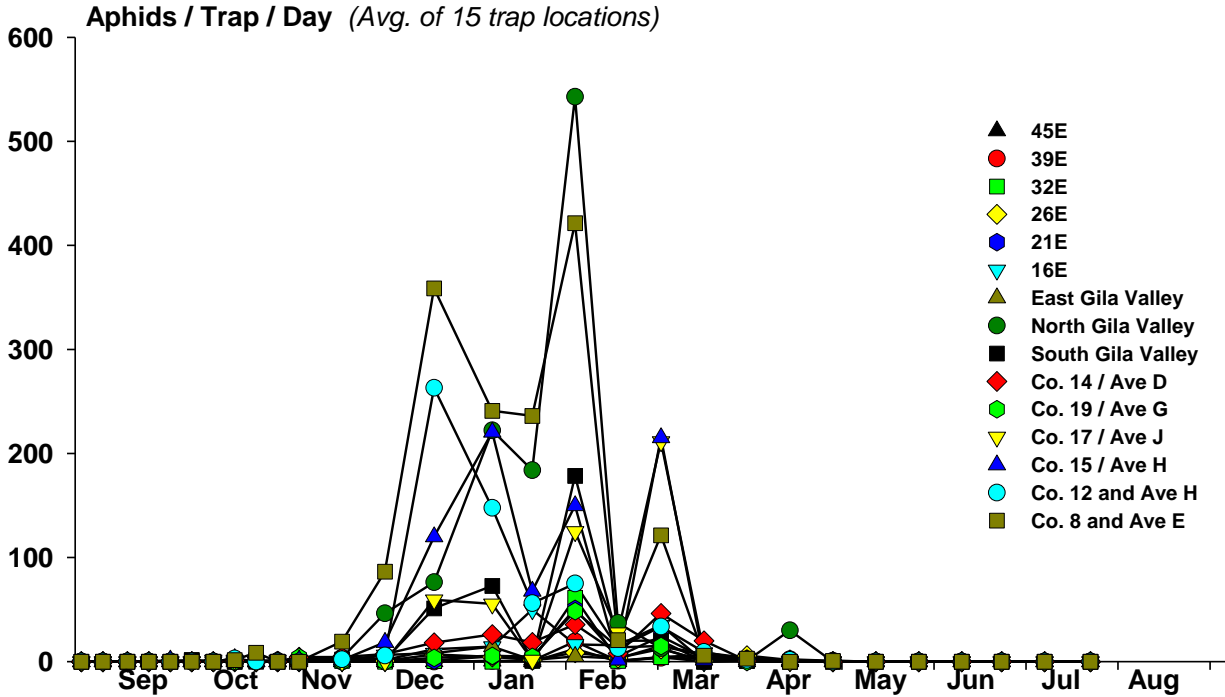 Aphids / Trap / Day (Avg. of 15 trap locations)
600
500
400
300
200
100
0
45E
39E
32E
26E
21E
16E
East Gila Valley
North Gila Valley
South Gila Valley
Co. 14 / Ave D
Co. 19 / Ave G
Co. 17 / Ave J
Co. 15 / Ave H
Co. 12 and Ave H
Co. 8 and Ave E
Sep Oct Nov Dec Jan Feb Mar Apr May Jun Jul Aug